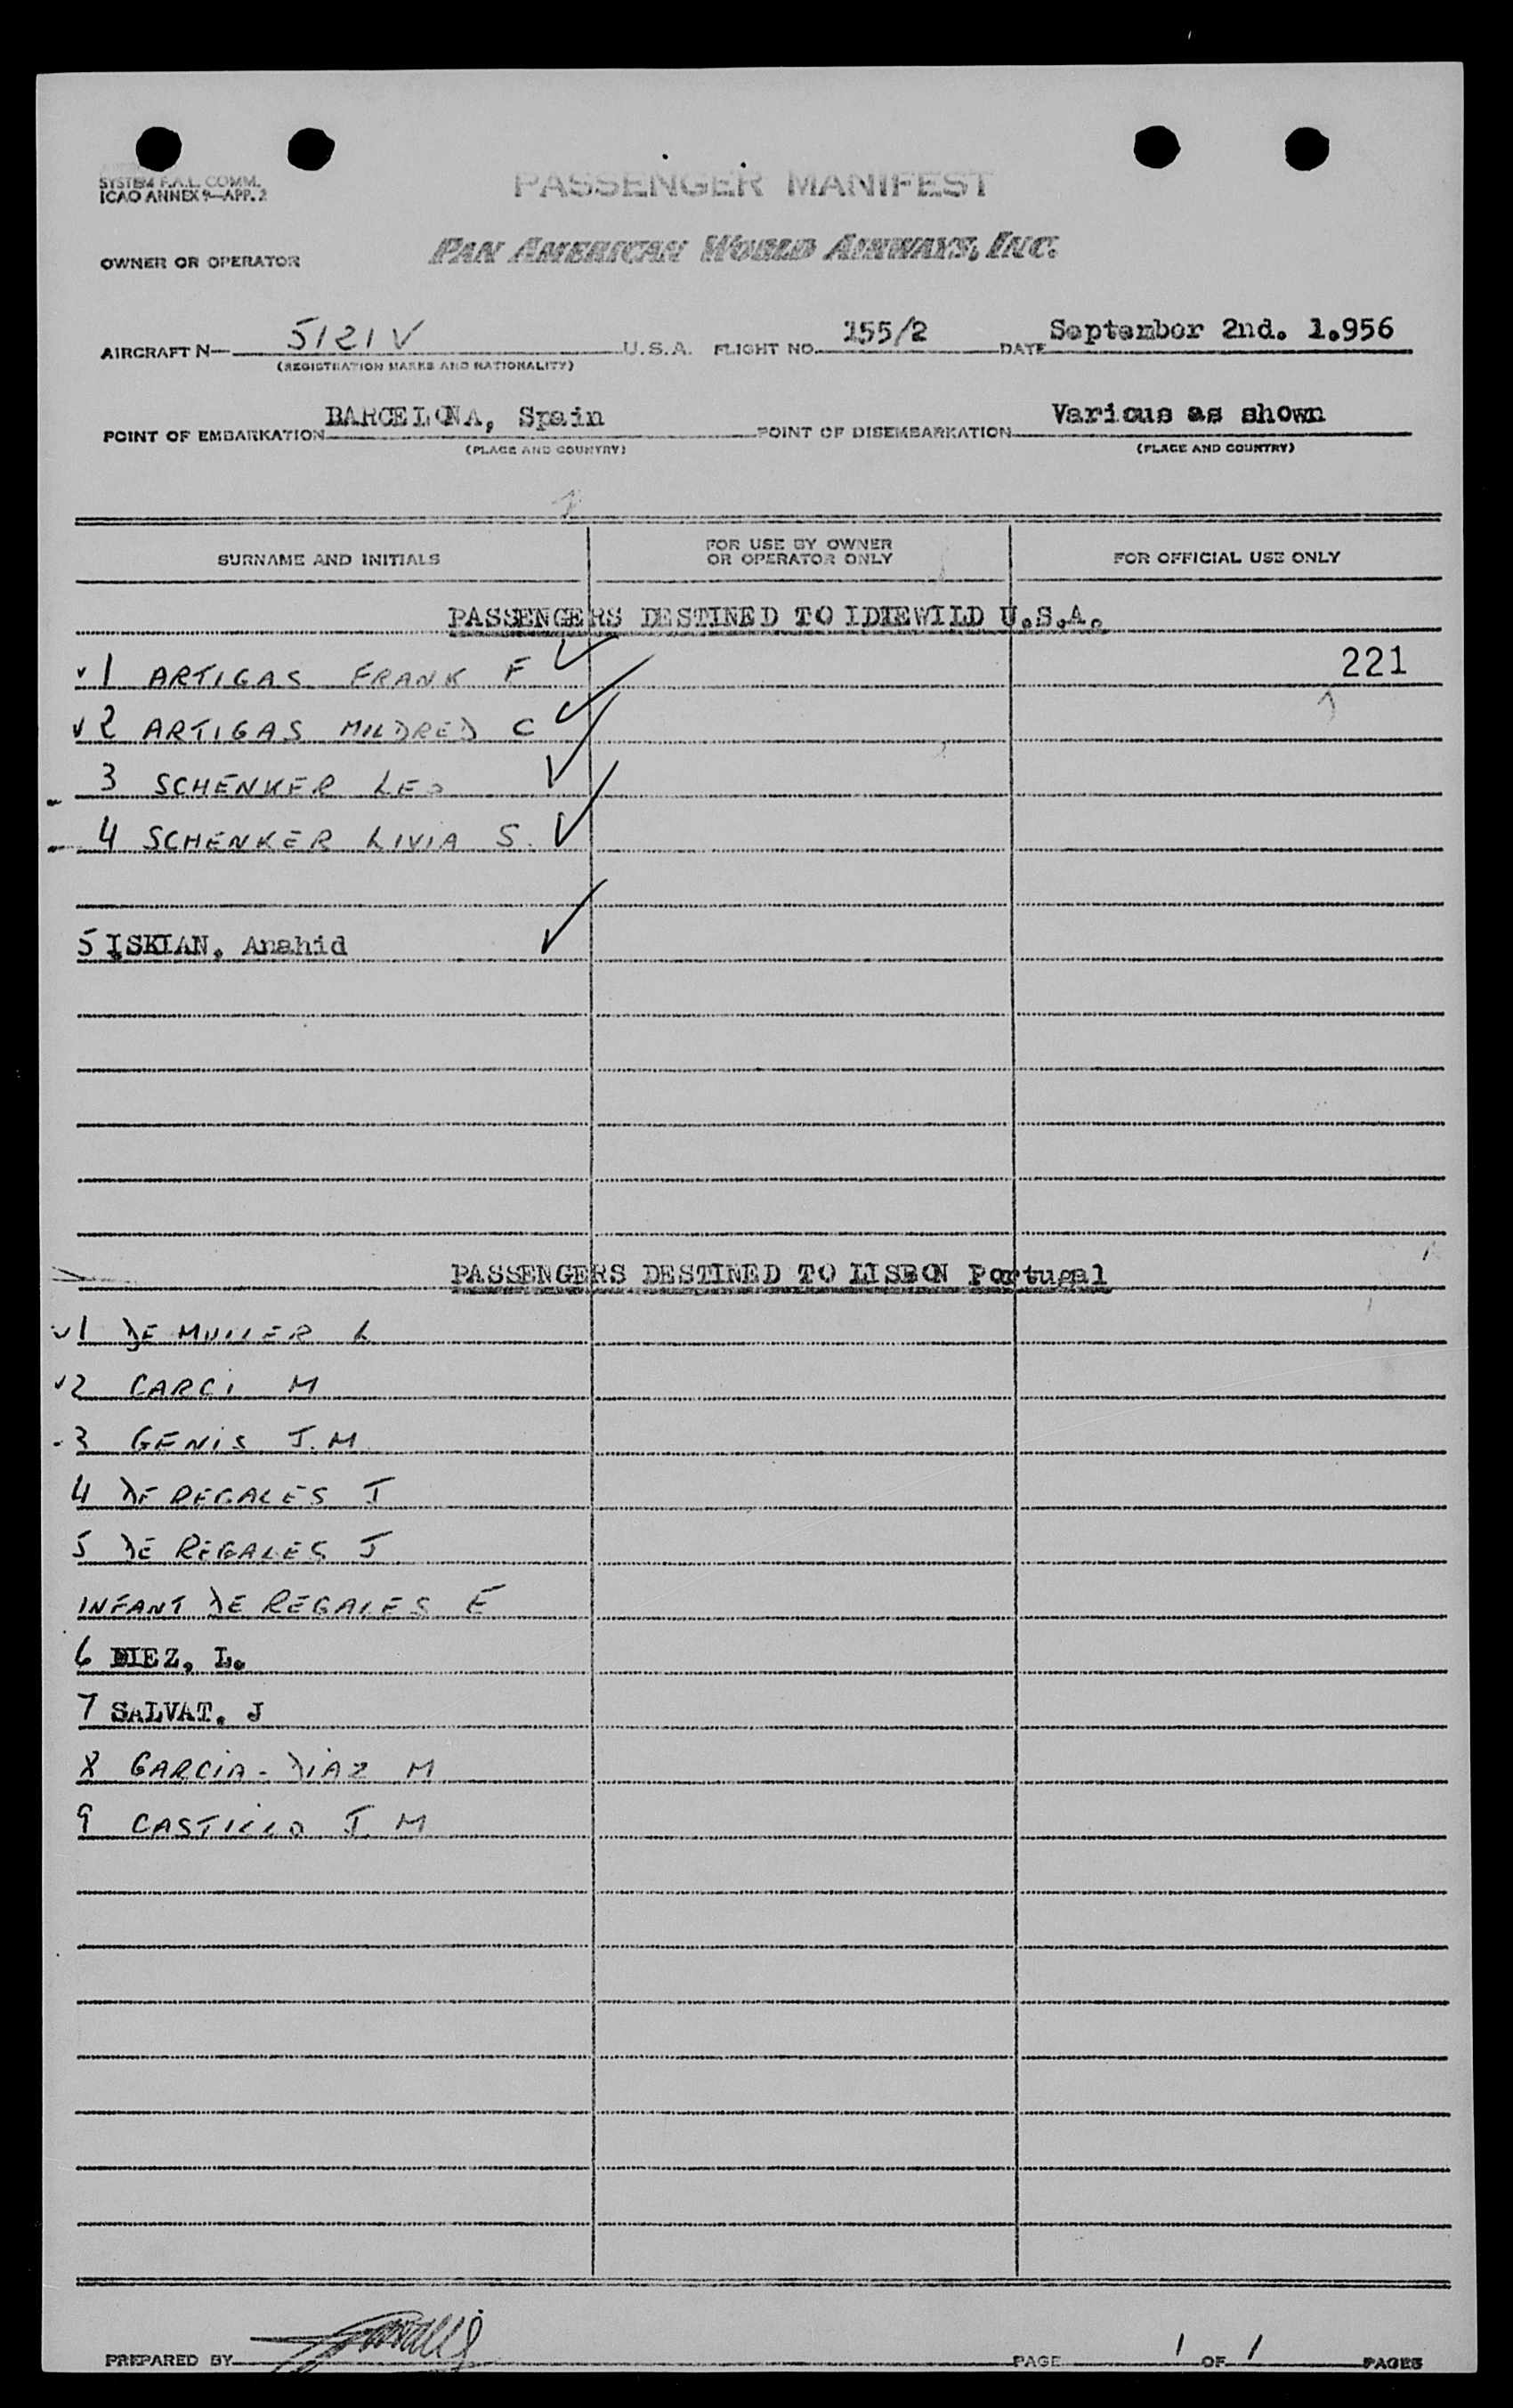 SYSTEM F.A.L. COMM.
ICAO ANNEX 9—APP. 2
PASSENGER MANIFEST
OWNER OR OPERATOR PAN AMERICAN WORLD AIRWAYS, INC.
AIRCRAFT N— 5121V U.S.A. FLIGHT NO. 155/2 DATE September 2nd. 1.956
(REGISTRATION MARKS AND NATIONALITY)
POINT OF EMBARKATION BARCELONA, Spain POINT OF DISEMBARKATION Various as shown
(PLACE AND COUNTRY) (PLACE AND COUNTRY)
SURNAME AND INITIALS FOR USE BY OWNER OR OPERATOR ONLY FOR OFFICIAL USE ONLY
PASSENGERS DESTINED TO IDIEWILD U.S.A.
1 ARTIGAS FRANK F 221
2 ARTIGAS MILDRED C
3 SCHENKER LEO
4 SCHENKER LIVIA S.
5 ISKIAN, Anahid
PASSENGERS DESTINED TO LISBON Portugal
1 DE MULLER L
2 CARCI M
3 GENIS J.M
4 DE REGALES I
5 DE REGALES J
INFANT DE REGALES E
6 DIEZ, L.
7 SALVAT, J
8 GARCIA-DIAZ M
9 CASTILLO J.M
PREPARED BY PAGE 1 OF 1 PAGES